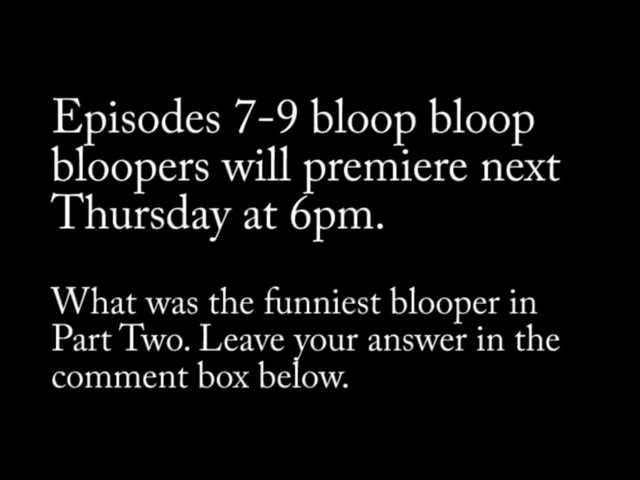 Episodes 7-9 bloop bloop
bloopers will premiere next
Thursday at 6pm.
What was the funniest blooper in
Part Two. Leave your answer in the
comment box below.